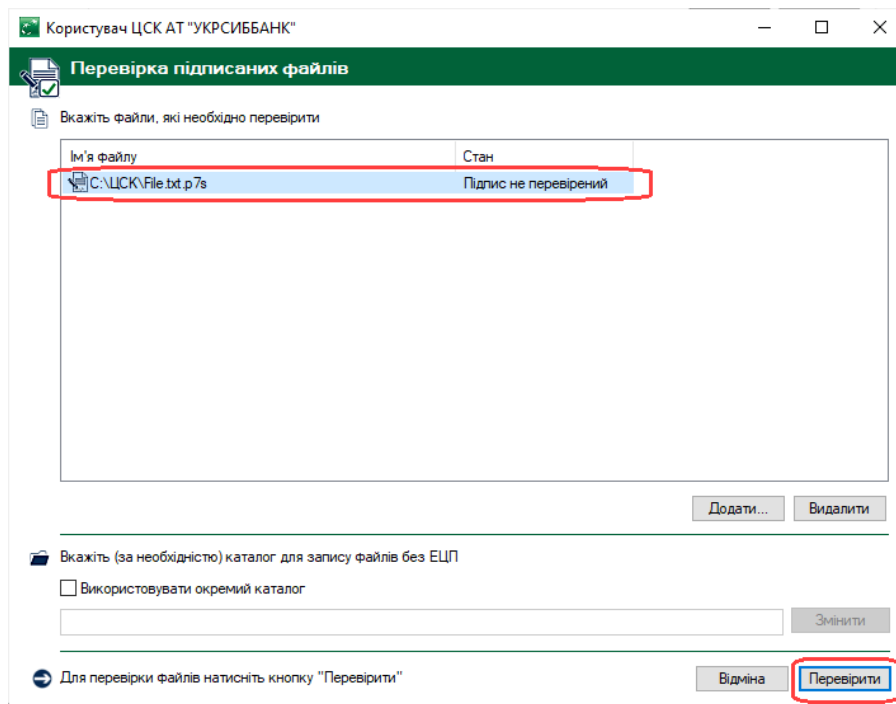 Користувач ЦСК АТ "УКРСИББАНК"
Перевірка підписаних файлів
Вкажіть файли, які необхідно перевірити
Ім'я файлу Стан
C:\ЦСК\File.txt.p7s Підпис не перевірений
Додати... Видалити
Вкажіть (за необхідністю) каталог для запису файлів без ЕЦП
Використовувати окремий каталог
Змінити
Для перевірки файлів натисніть кнопку "Перевірити" Відміна Перевірити